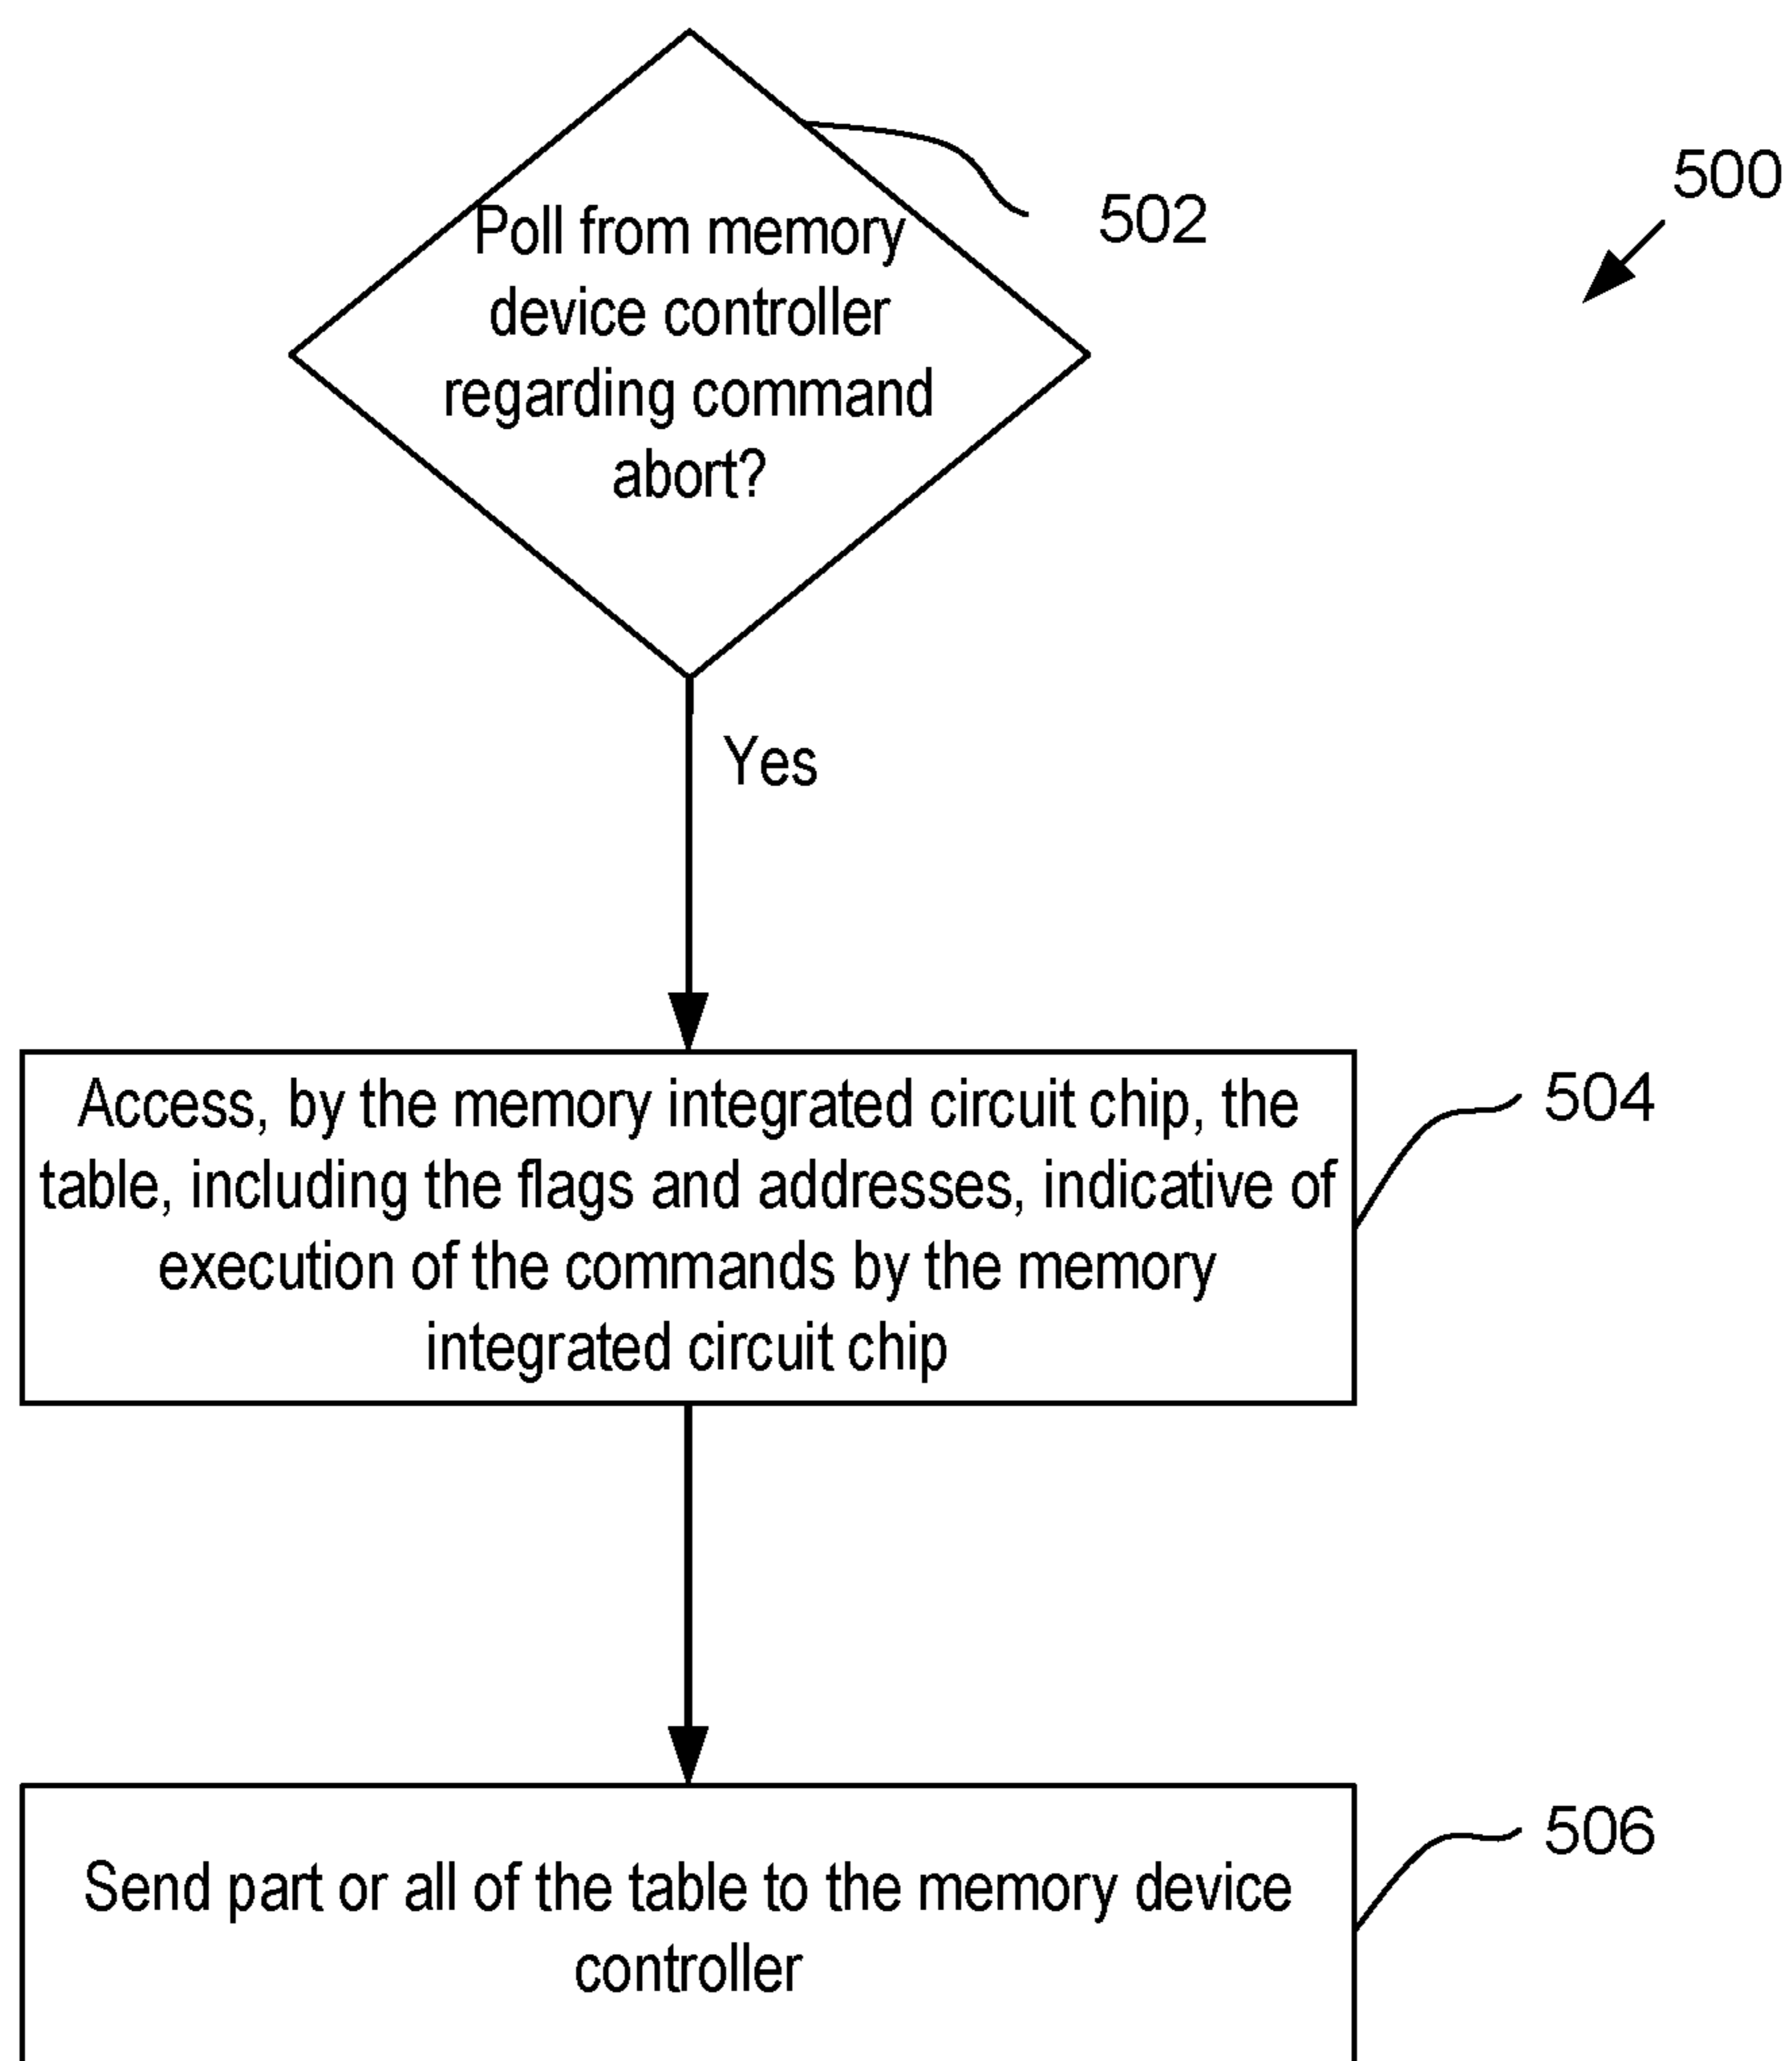 500
502
Poll from memory
device controller
regarding command
abort?
Yes
504
Access, by the memory integrated circuit chip, the
table, including the flags and addresses, indicative of
execution of the commands by the memory
integrated circuit chip
506
Send part or all of the table to the memory device
controller